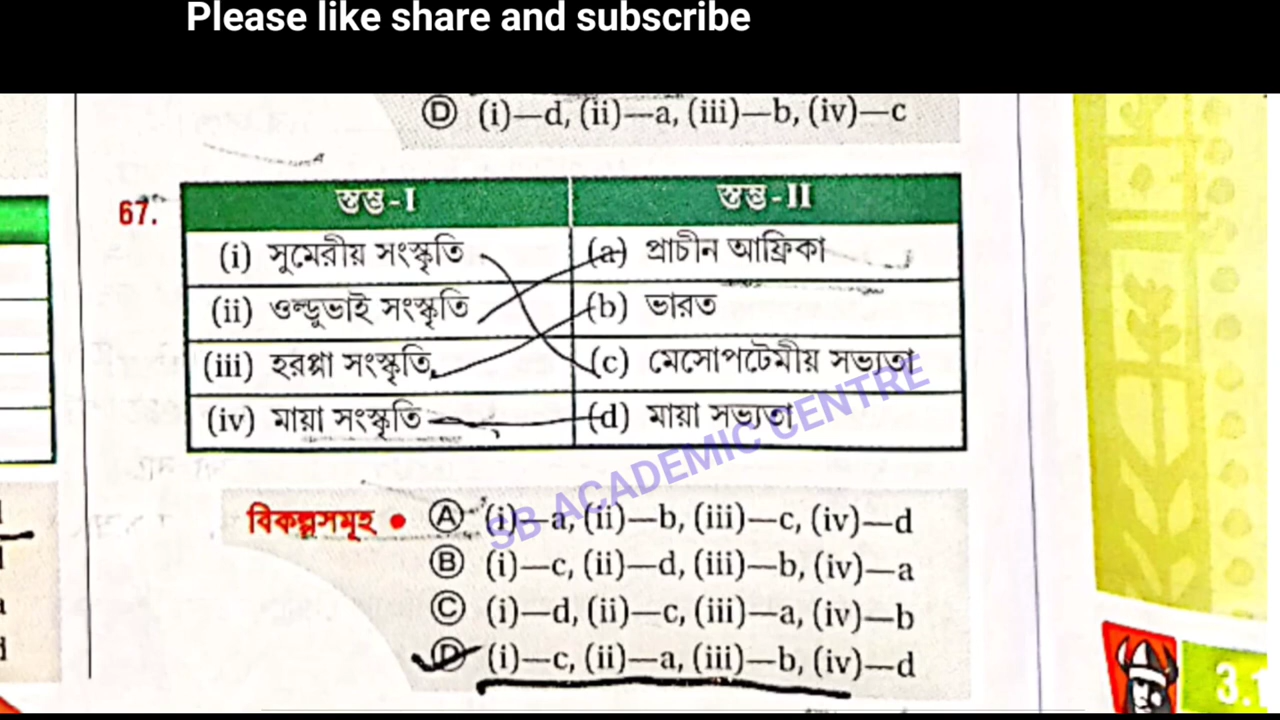 Please like share and subscribe
Ⓓ (i)—d, (ii)—a, (iii)—b, (iv)—c
67.
স্তম্ভ-I স্তম্ভ-II
(i) সুমেরীয় সংস্কৃতি (a) প্রাচীন আফ্রিকা
(ii) ওল্ডুভাই সংস্কৃতি (b) ভারত
(iii) হরপ্পা সংস্কৃতি (c) মেসোপটেমীয় সভ্যতা
(iv) মায়া সংস্কৃতি (d) মায়া সভ্যতা
SB ACADEMIC CENTRE
বিকল্পসমূহ • Ⓐ (i)—a, (ii)—b, (iii)—c, (iv)—d
Ⓑ (i)—c, (ii)—d, (iii)—b, (iv)—a
Ⓒ (i)—d, (ii)—c, (iii)—a, (iv)—b
Ⓓ (i)—c, (ii)—a, (iii)—b, (iv)—d